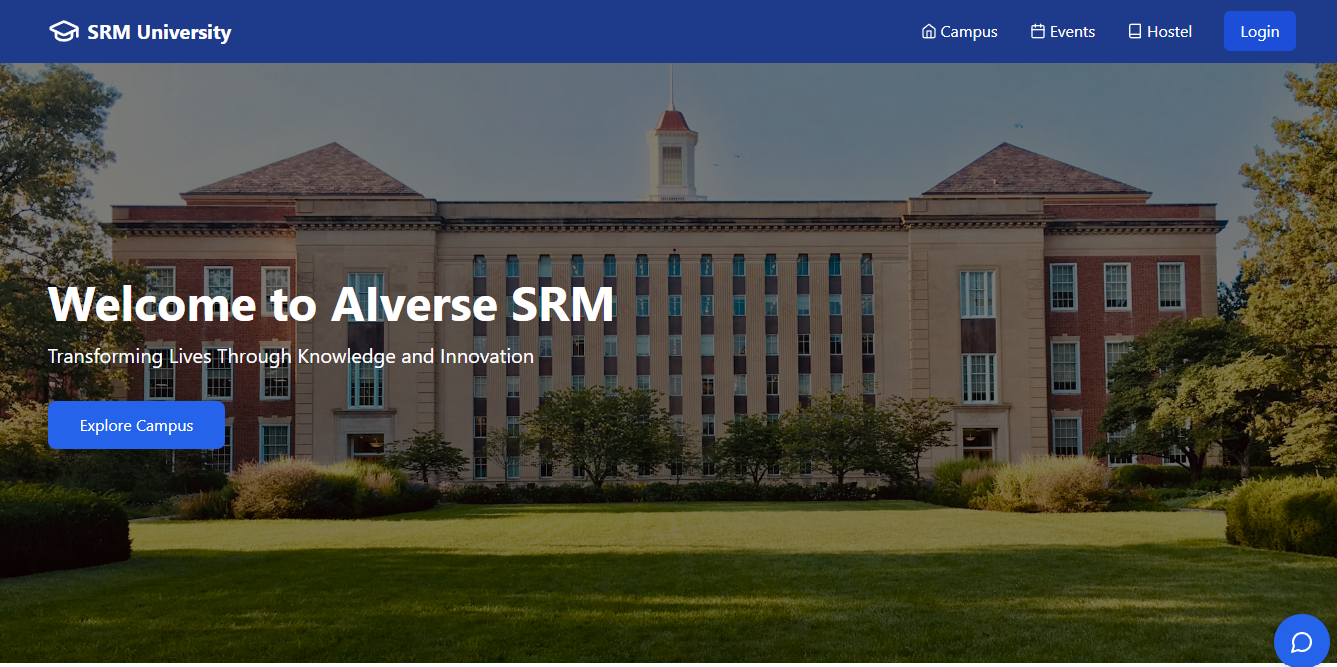 SRM University
Campus
Events
Hostel
Login
Welcome to AIverse SRM
Transforming Lives Through Knowledge and Innovation
Explore Campus